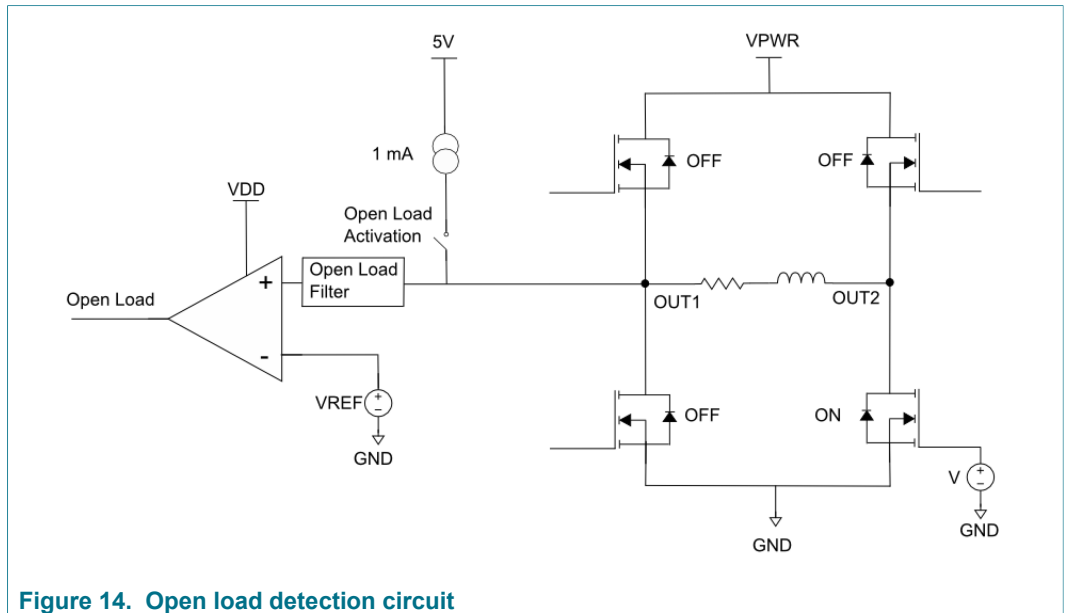 5V
VPWR
1 mA
OFF
OFF
VDD
Open Load
Activation
Open Load
Filter
Open Load
+
-
OUT1
OUT2
VREF
+
-
GND
OFF
ON
V
+
-
GND
GND
Figure 14. Open load detection circuit